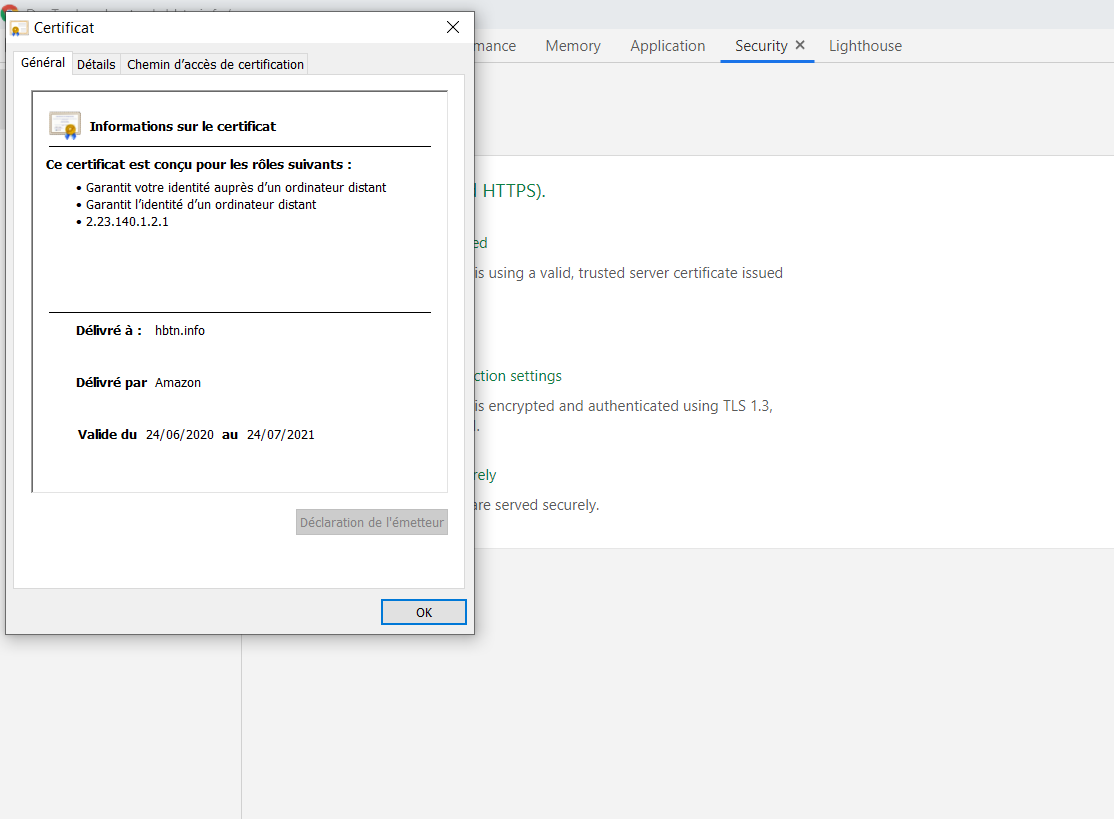 Certificat
Général Détails Chemin d’accès de certification
Informations sur le certificat
Ce certificat est conçu pour les rôles suivants :
• Garantit votre identité auprès d’un ordinateur distant
• Garantit l’identité d’un ordinateur distant
• 2.23.140.1.2.1
Délivré à : hbtn.info
Délivré par Amazon
Valide du 24/06/2020 au 24/07/2021
Déclaration de l'émetteur
OK
mance Memory Application Security Lighthouse
HTTPS).
ed
is using a valid, trusted server certificate issued
ction settings
is encrypted and authenticated using TLS 1.3,
rely
are served securely.